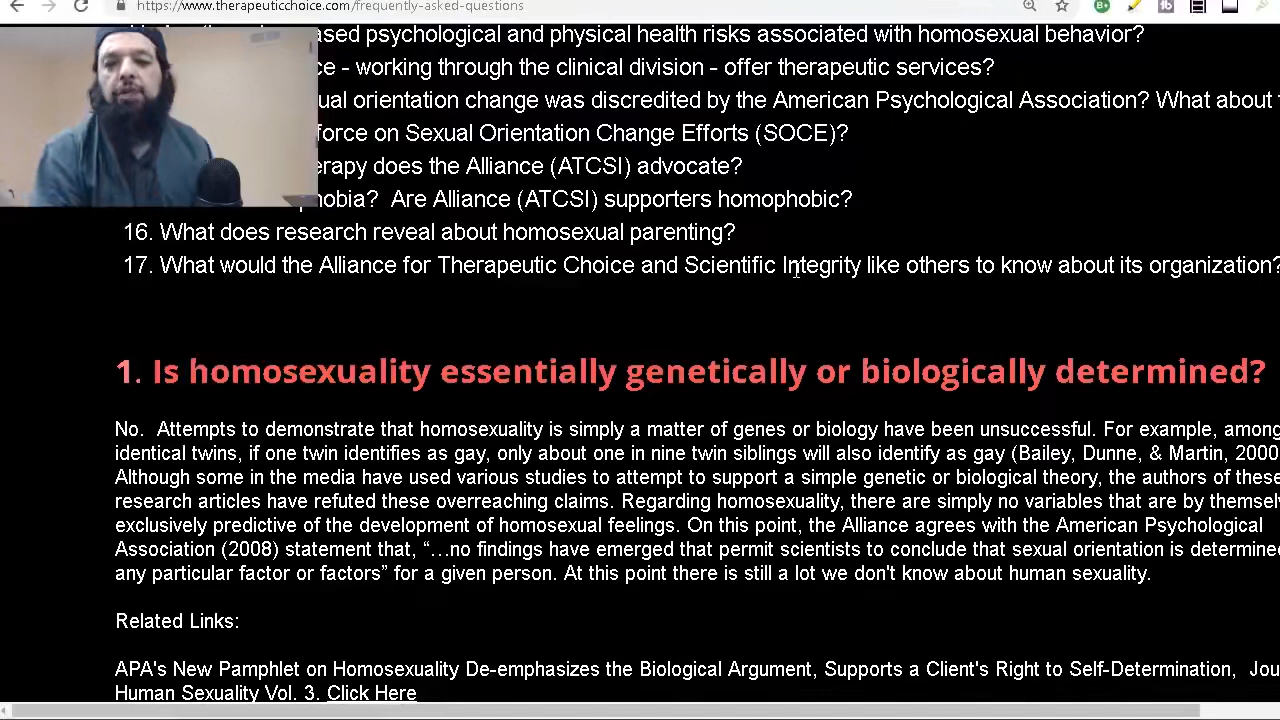 https://www.therapeuticchoice.com/frequently-asked-questions
ased psychological and physical health risks associated with homosexual behavior?
ce - working through the clinical division - offer therapeutic services?
ual orientation change was discredited by the American Psychological Association? What about
force on Sexual Orientation Change Efforts (SOCE)?
erapy does the Alliance (ATCSI) advocate?
phobia? Are Alliance (ATCSI) supporters homophobic?
16. What does research reveal about homosexual parenting?
17. What would the Alliance for Therapeutic Choice and Scientific Integrity like others to know about its organization?
1. Is homosexuality essentially genetically or biologically determined?
No. Attempts to demonstrate that homosexuality is simply a matter of genes or biology have been unsuccessful. For example, among
identical twins, if one twin identifies as gay, only about one in nine twin siblings will also identify as gay (Bailey, Dunne, & Martin, 2000
Although some in the media have used various studies to attempt to support a simple genetic or biological theory, the authors of these
research articles have refuted these overreaching claims. Regarding homosexuality, there are simply no variables that are by themse
exclusively predictive of the development of homosexual feelings. On this point, the Alliance agrees with the American Psychological
Association (2008) statement that, “…no findings have emerged that permit scientists to conclude that sexual orientation is determine
any particular factor or factors” for a given person. At this point there is still a lot we don't know about human sexuality.
Related Links:
APA's New Pamphlet on Homosexuality De-emphasizes the Biological Argument, Supports a Client's Right to Self-Determination, Jou
Human Sexuality Vol. 3. Click Here